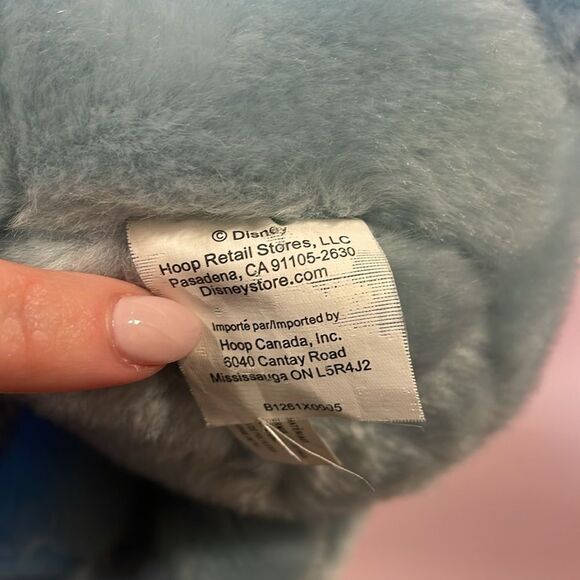 © Disney
Hoop Retail Stores, LLC
Pasadena, CA 91105-2630
Disneystore.com
Importé par/Imported by
Hoop Canada, Inc.
6040 Cantay Road
Mississauga ON L5R4J2
B1261X0005